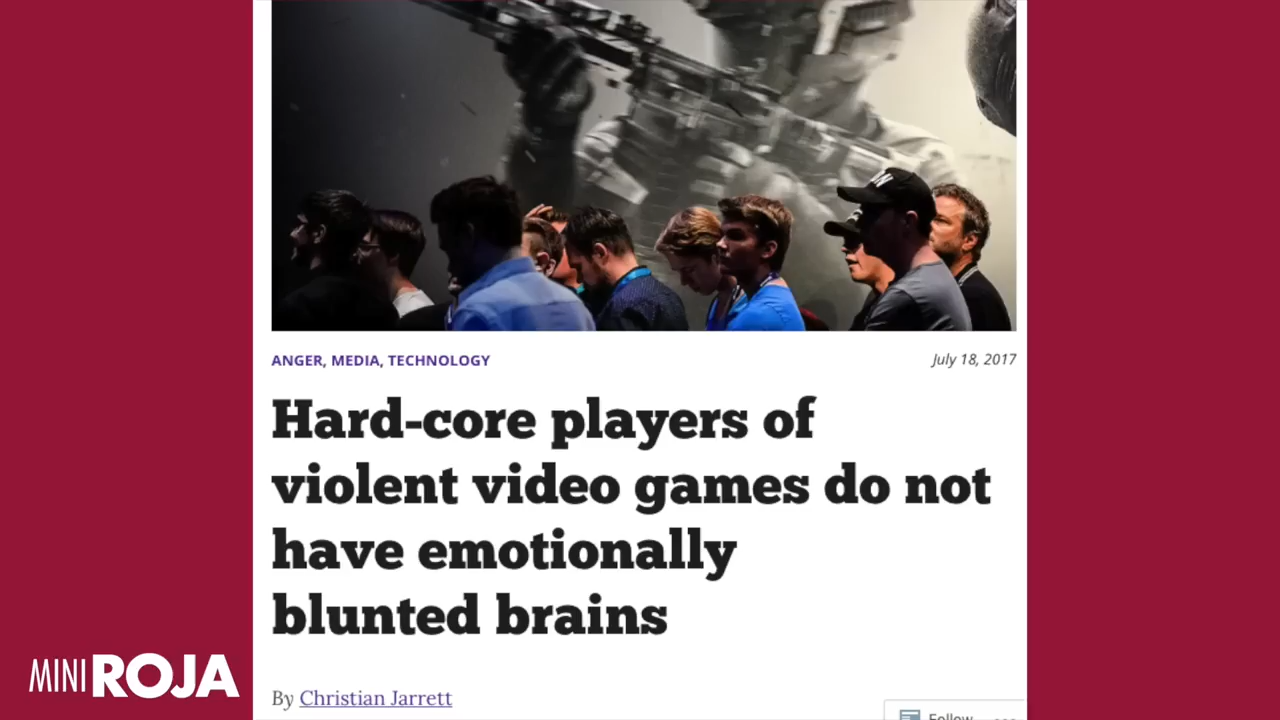 ANGER, MEDIA, TECHNOLOGY
July 18, 2017
Hard-core players of
violent video games do not
have emotionally
blunted brains
By Christian Jarrett
Follow
MINI ROJA